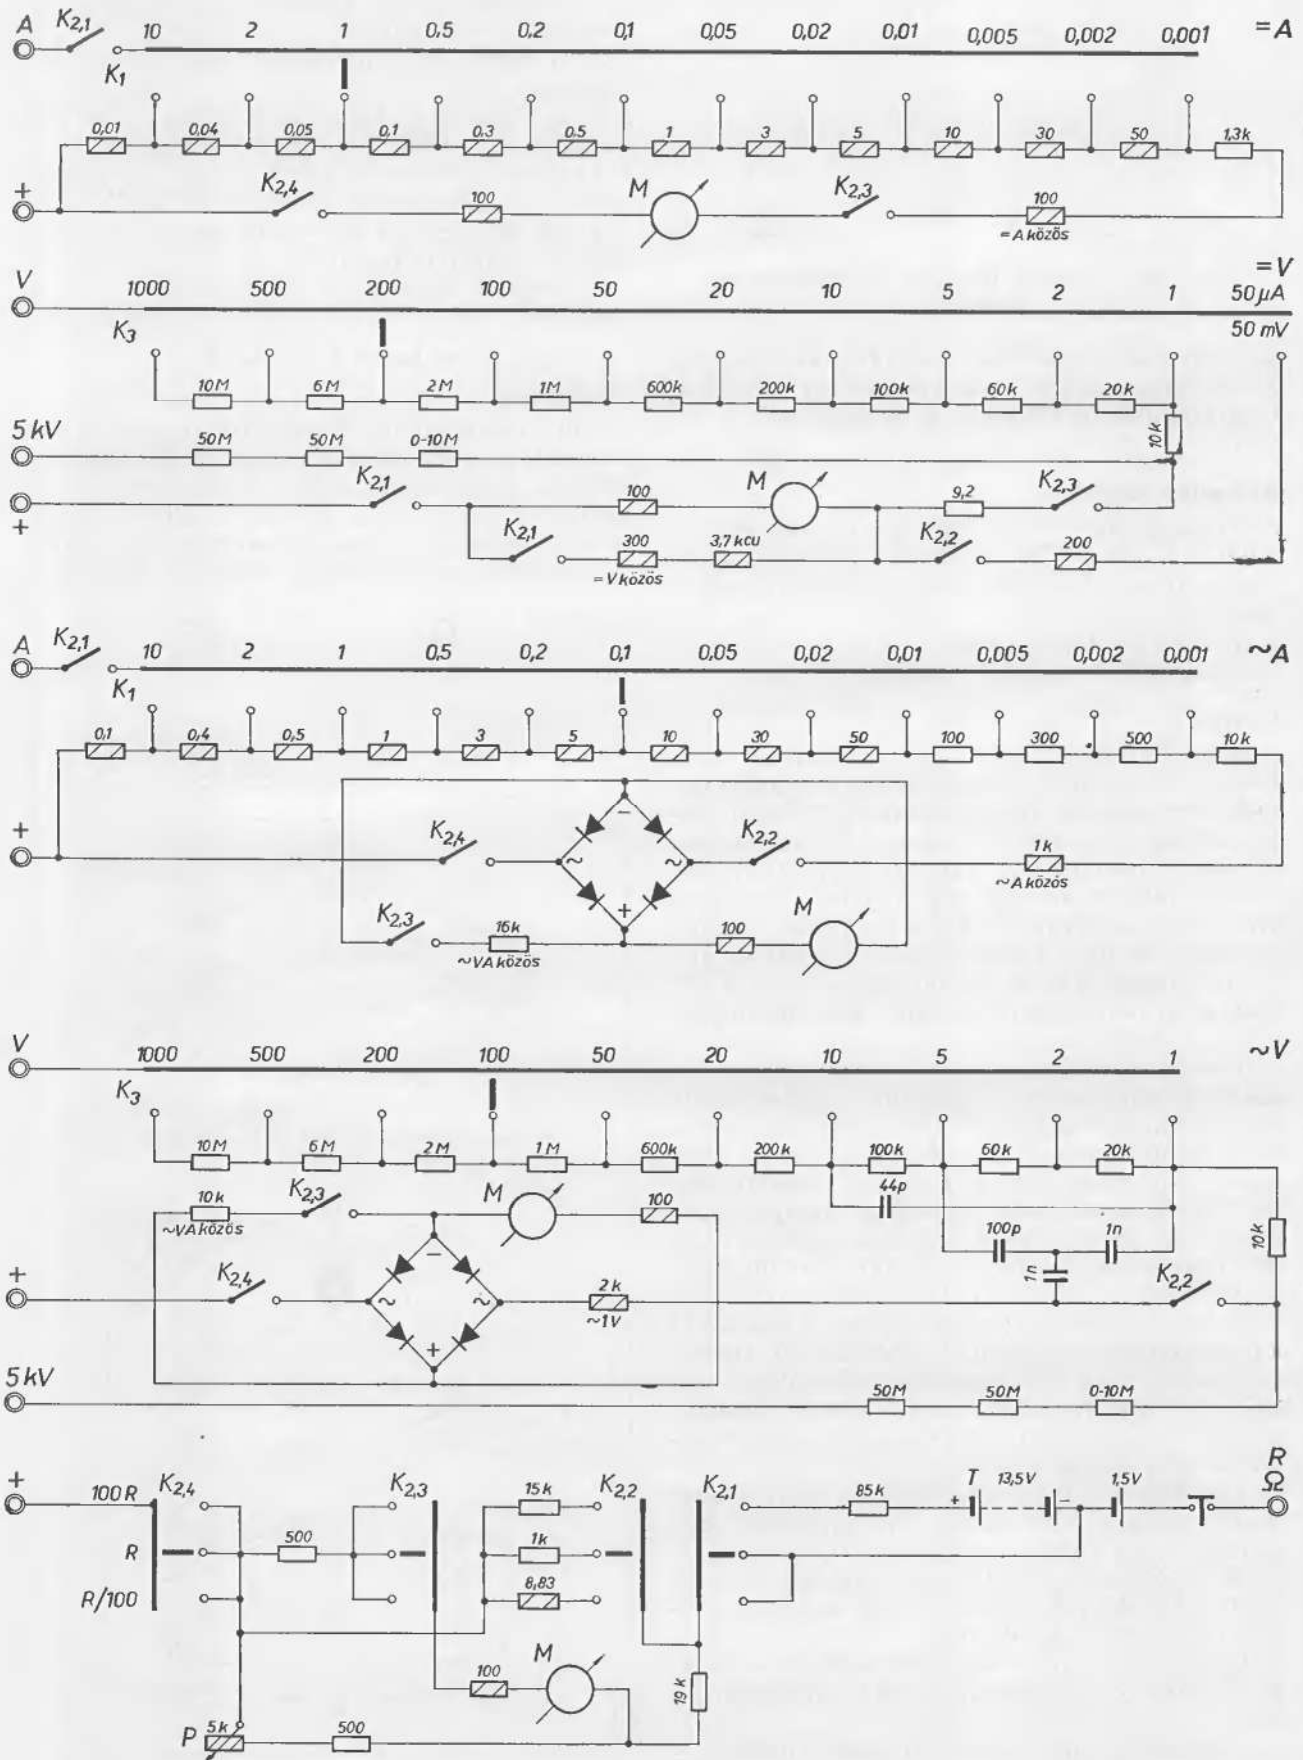 A K2,1 10 2 1 0,5 0,2 0,1 0,05 0,02 0,01 0,005 0,002 0,001 =A
K1
0,01 0,04 0,05 0,1 0,3 0,5 1 3 5 10 30 50 1,3k
+ K2,4 100 M K2,3 100
=A közös
V 1000 500 200 100 50 20 10 5 2 1 =V
50 μA
K3 50 mV
10M 6M 2M 1M 600k 200k 100k 60k 20k
5 kV 50M 50M 0-10M 10k
+ K2,1 100 M 9,2 K2,3
K2,1 300 3,7 kcu K2,2 200
=V közös
A K2,1 10 2 1 0,5 0,2 0,1 0,05 0,02 0,01 0,005 0,002 0,001 ~A
K1
0,1 0,4 0,5 1 3 5 10 30 50 100 300 500 10k
−
+ K2,4 ~ ~ K2,2 1k
~A közös
+
K2,3 16k 100 M
~VA közös
V 1000 500 200 100 50 20 10 5 2 1 ~V
K3
10M 6M 2M 1M 600k 200k 100k 60k 20k
10k K2,3 M 100 44p
~VA közös
− 100p 1n 10k
+ K2,4 ~ ~ 2k 1n K2,2
~1V
+
5 kV 50M 50M 0-10M
+ 100R K2,4 K2,3 15k K2,2 K2,1 85k T + 13,5V − 1,5V R
Ω
R 500 1k
R/100 8,83
100 M 19k
P 5k 500